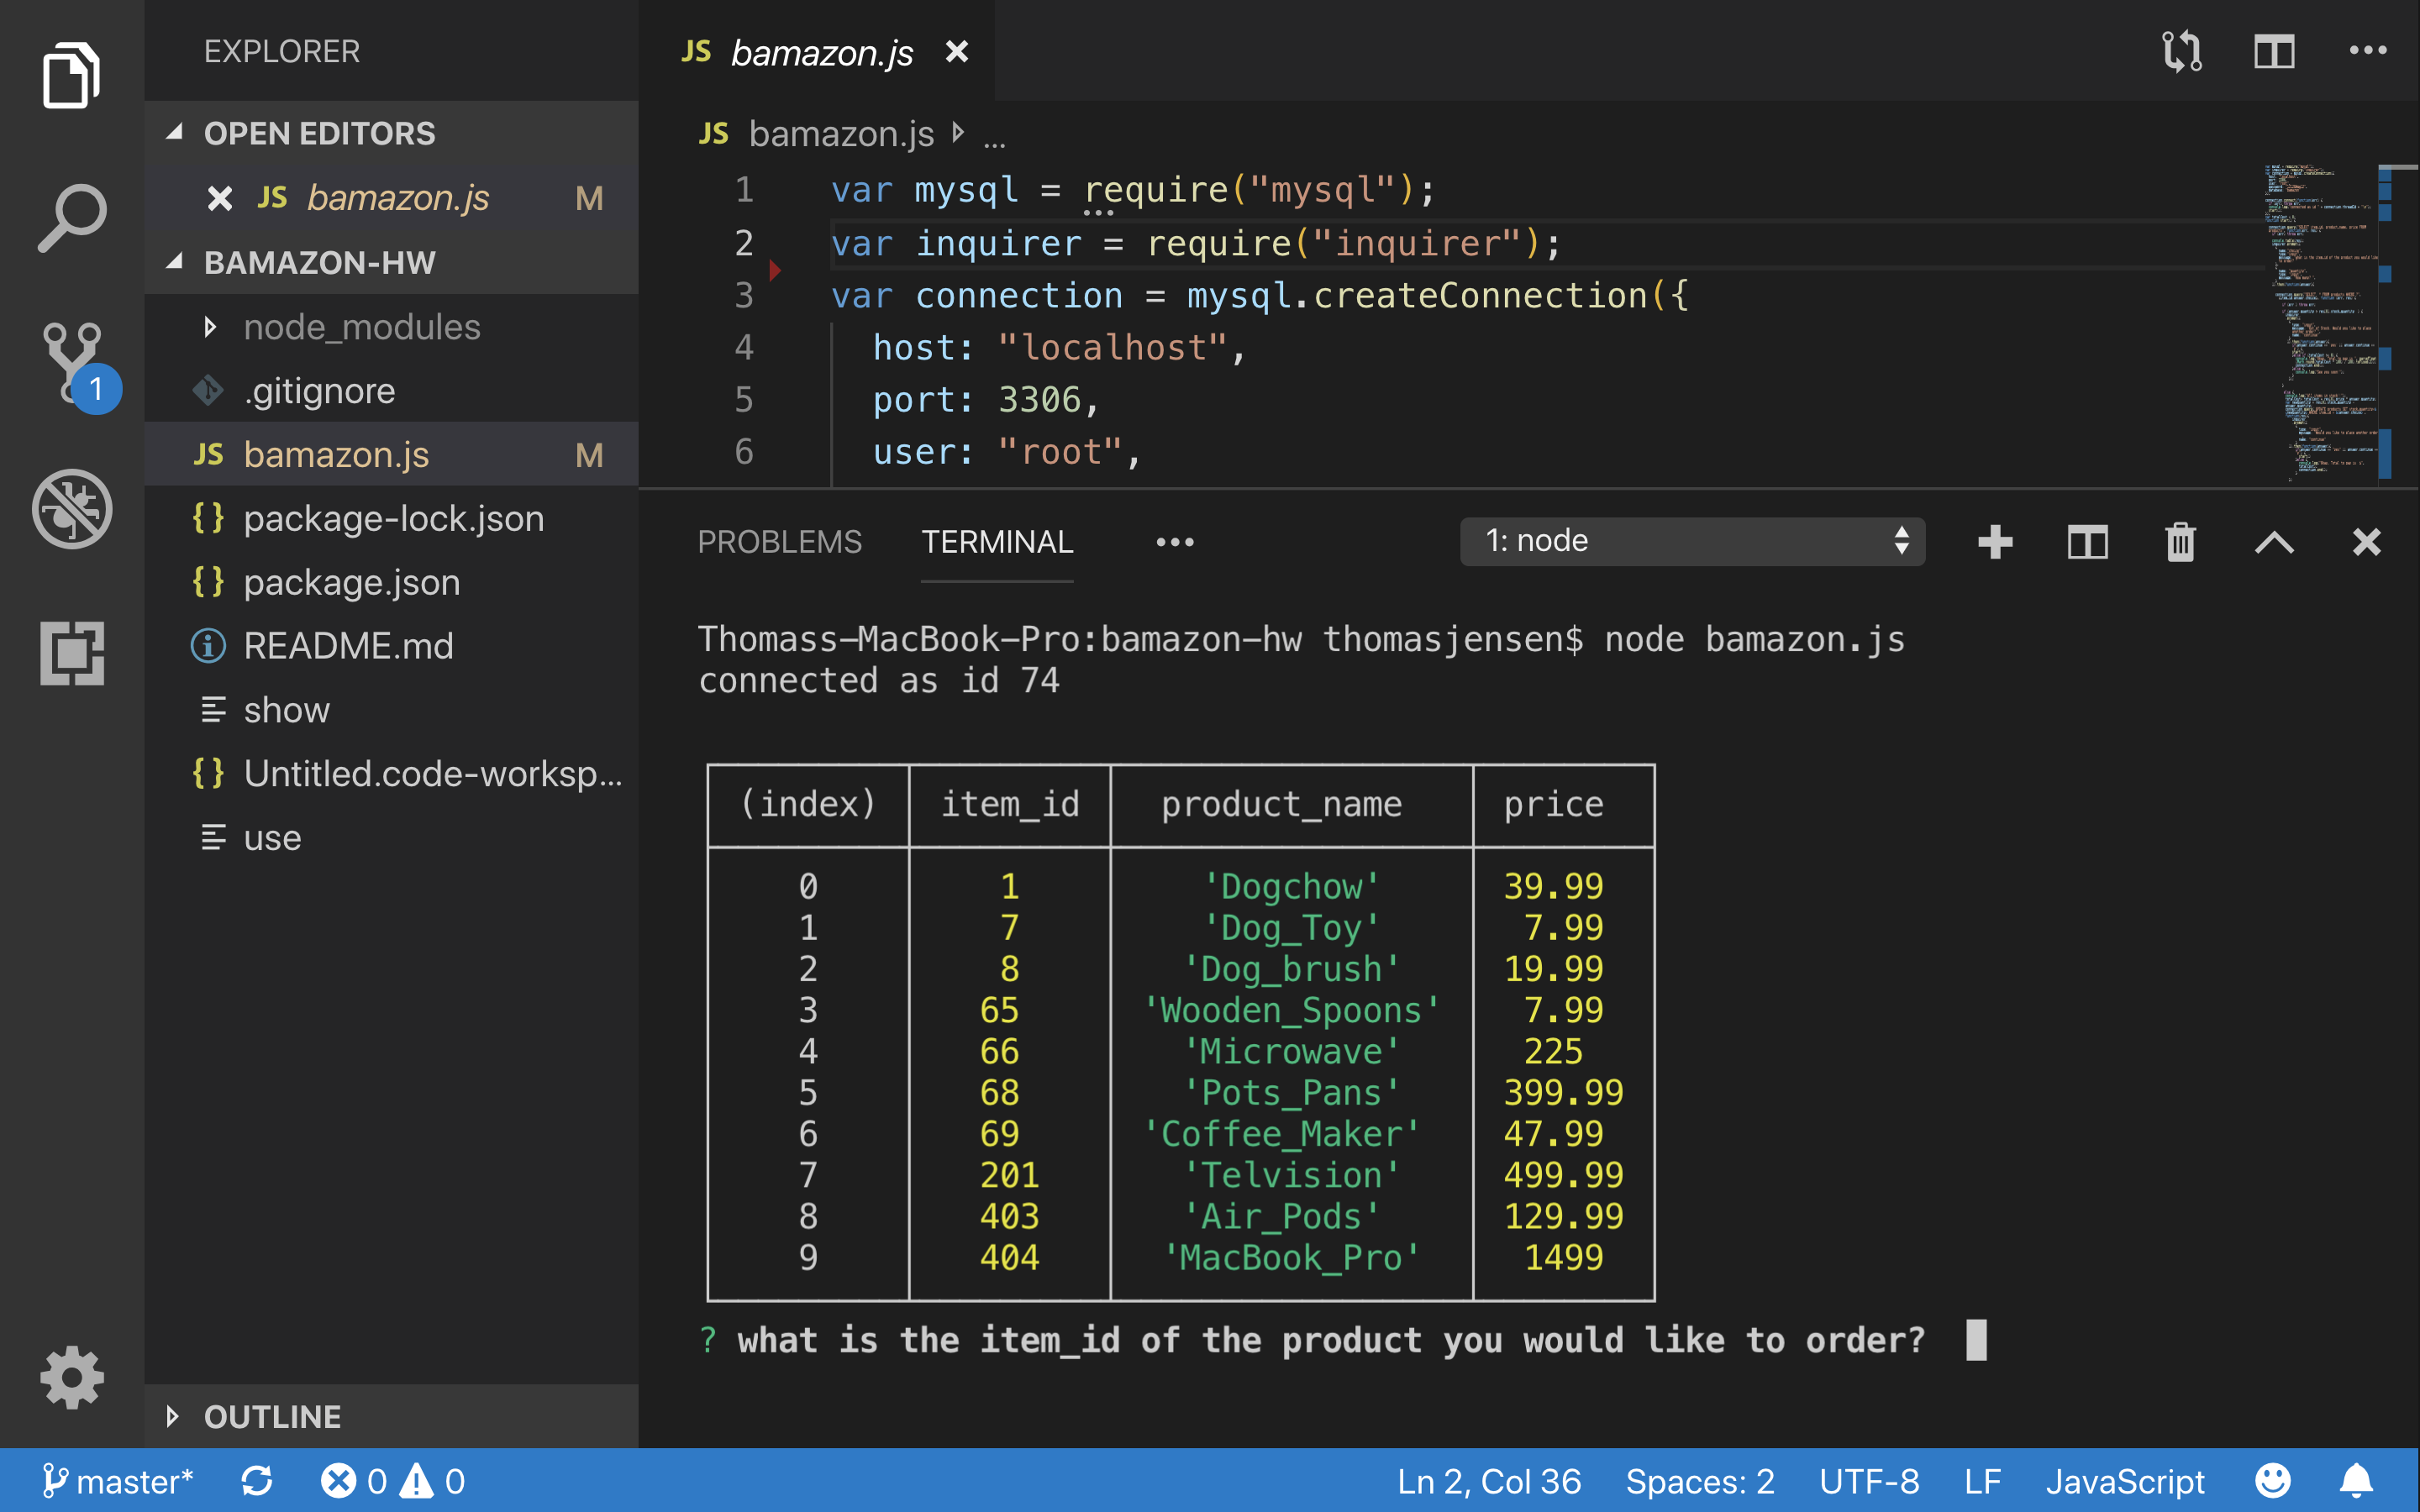 EXPLORER
OPEN EDITORS
JS bamazon.js M
BAMAZON-HW
node_modules
.gitignore
JS bamazon.js M
{} package-lock.json
{} package.json
README.md
show
{} Untitled.code-worksp...
use
OUTLINE
1
JS bamazon.js
JS bamazon.js ...
1 var mysql = require("mysql");
2 var inquirer = require("inquirer");
3 var connection = mysql.createConnection({
4 host: "localhost",
5 port: 3306,
6 user: "root",
PROBLEMS TERMINAL ... 1: node
Thomass-MacBook-Pro:bamazon-hw thomasjensen$ node bamazon.js
connected as id 74
(index) item_id product_name price
0 1 'Dogchow' 39.99
1 7 'Dog_Toy' 7.99
2 8 'Dog_brush' 19.99
3 65 'Wooden_Spoons' 7.99
4 66 'Microwave' 225
5 68 'Pots_Pans' 399.99
6 69 'Coffee_Maker' 47.99
7 201 'Telvision' 499.99
8 403 'Air_Pods' 129.99
9 404 'MacBook_Pro' 1499
? what is the item_id of the product you would like to order?
master* 0 0 Ln 2, Col 36 Spaces: 2 UTF-8 LF JavaScript